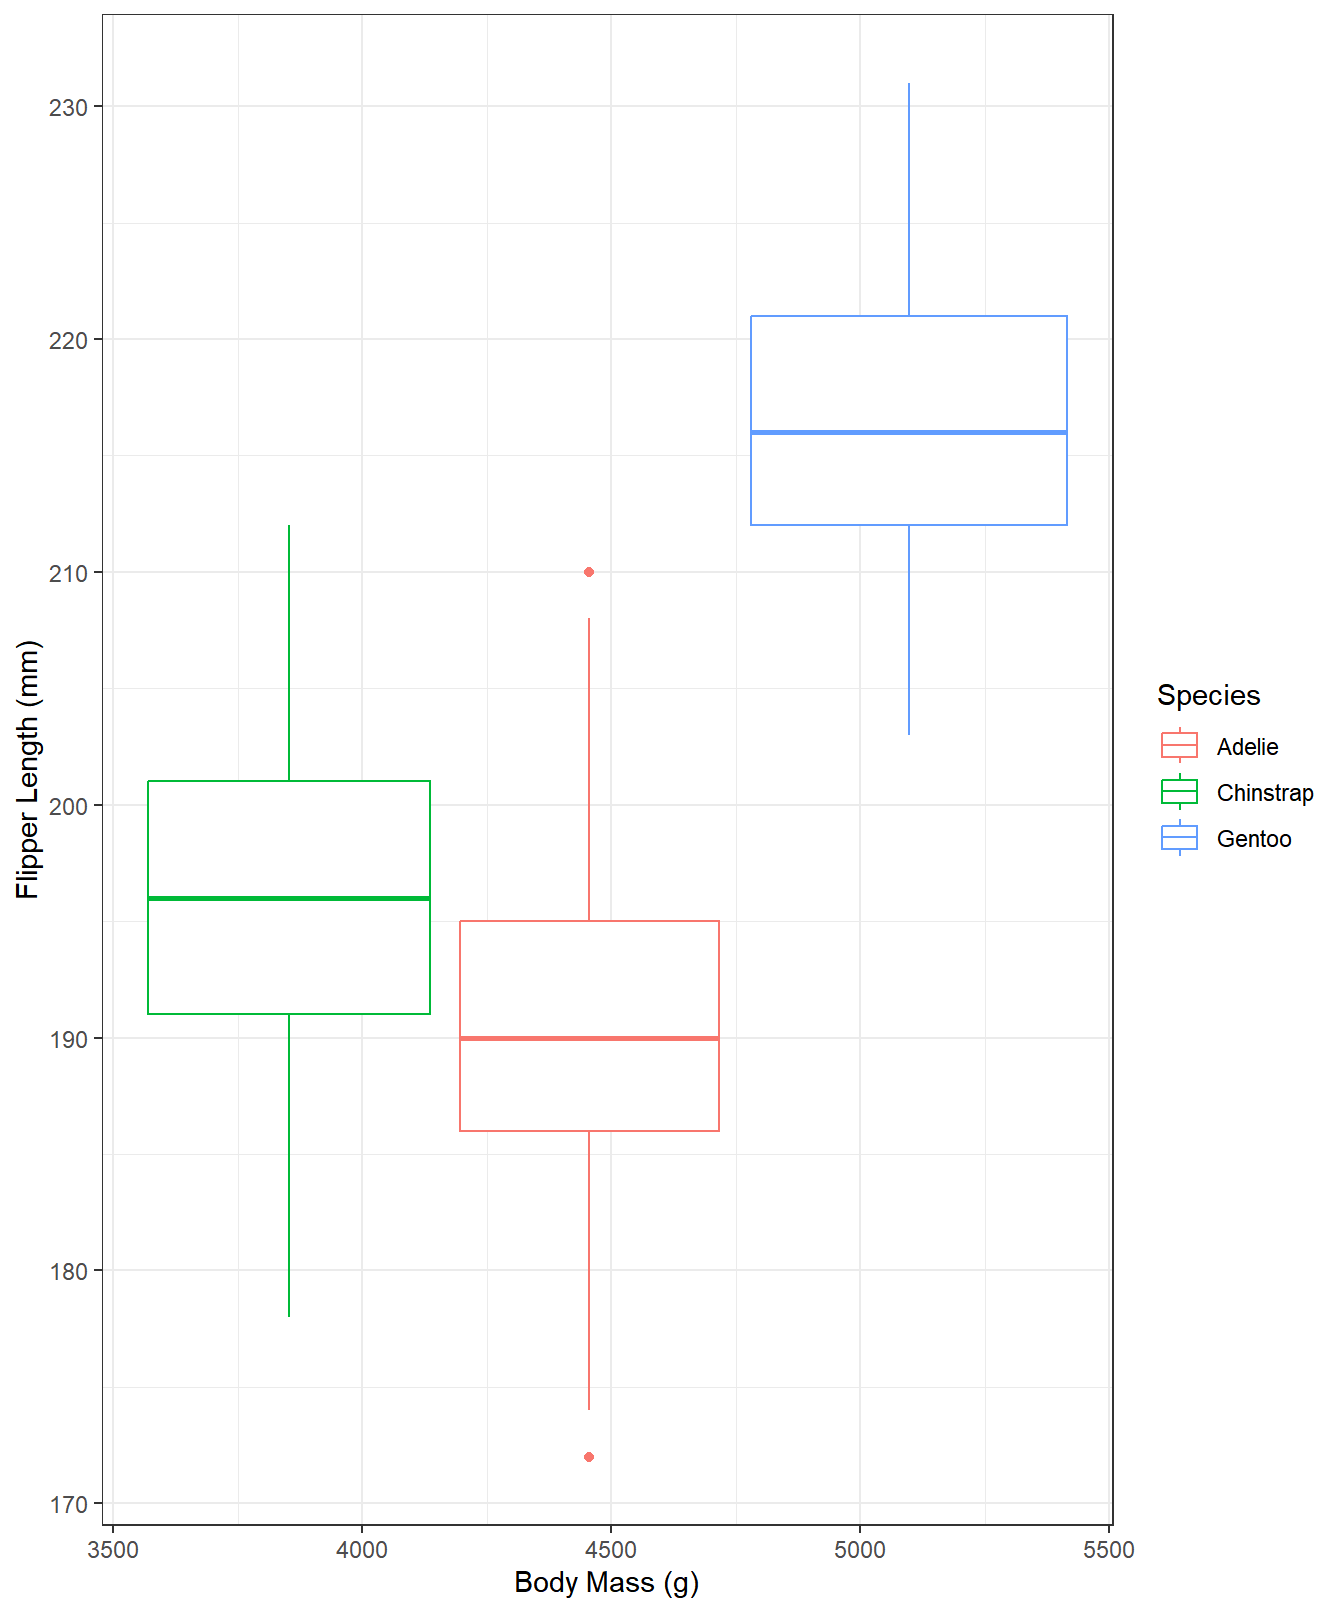 230
220
210
200
190
180
170
Flipper Length (mm)
3500 4000 4500 5000 5500
Body Mass (g)
Species
Adelie
Chinstrap
Gentoo